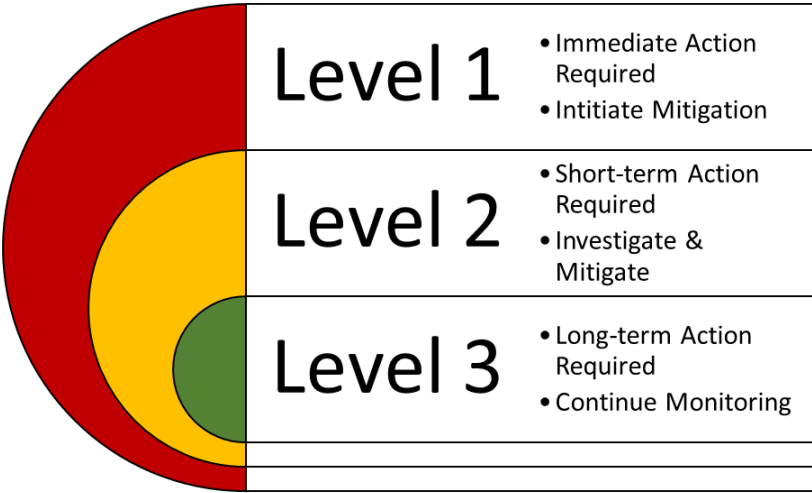 Level 1
• Immediate Action
Required
• Intitiate Mitigation
Level 2
• Short-term Action
Required
• Investigate &
Mitigate
Level 3
• Long-term Action
Required
• Continue Monitoring